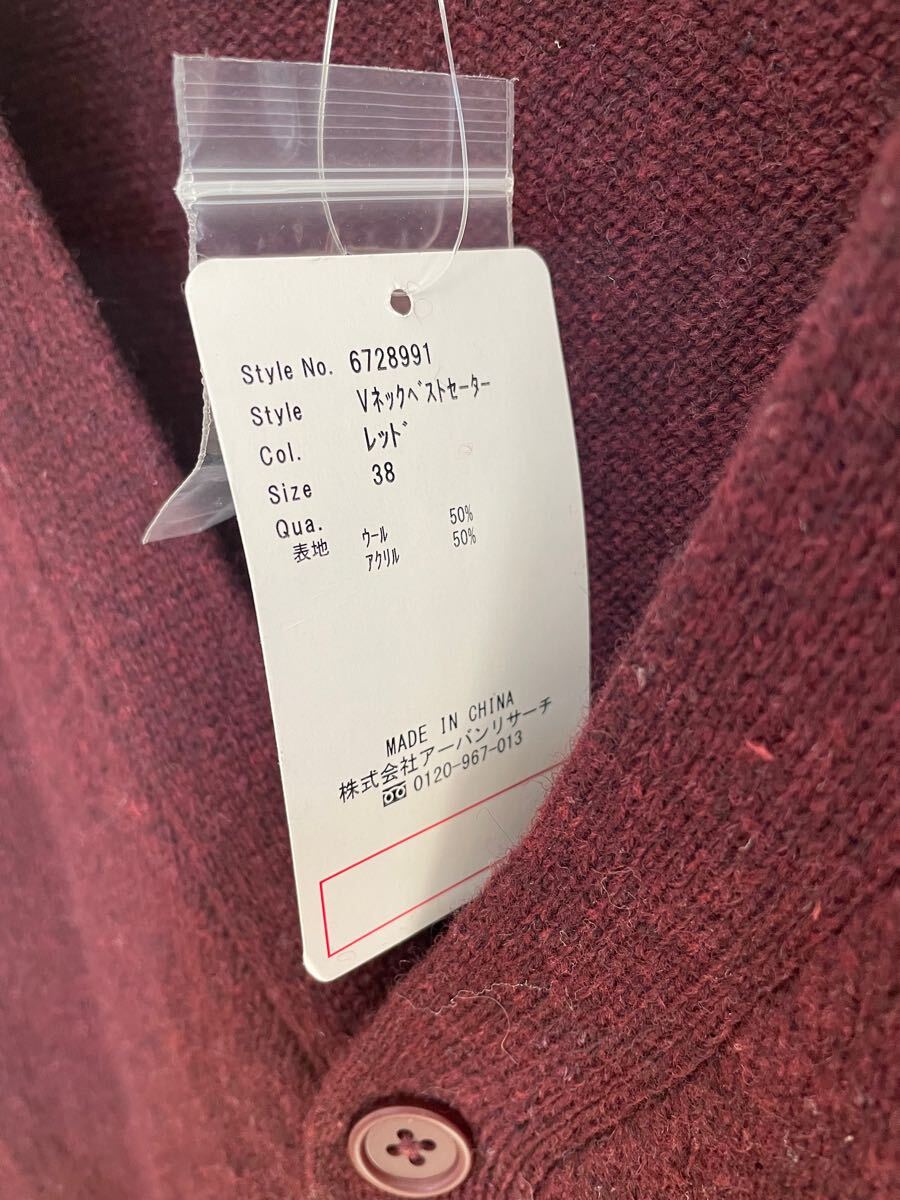 Style No. 6728991
Style Vネックベストセーター
Col. レッド
Size 38
Qua.
表地 ウール 50%
アクリル 50%
MADE IN CHINA
株式会社アーバンリサーチ
0120-967-013